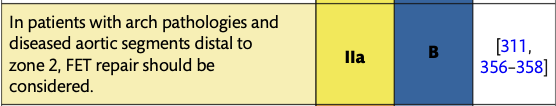 In patients with arch pathologies and
diseased aortic segments distal to
zone 2, FET repair should be
considered.
IIa
B
[311,
356–358]